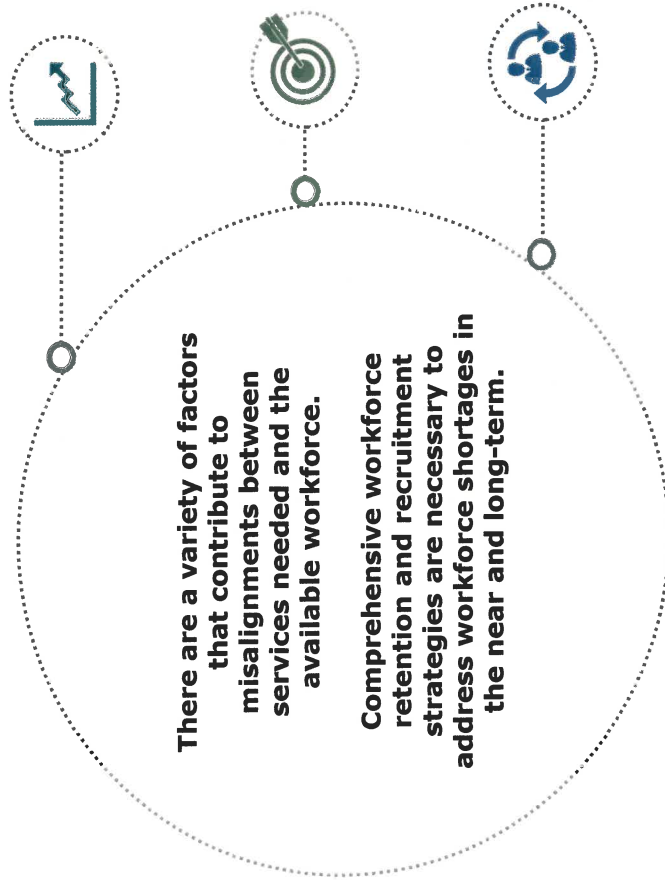 There are a variety of factors
that contribute to
misalignments between
services needed and the
available workforce.
Comprehensive workforce
retention and recruitment
strategies are necessary to
address workforce shortages in
the near and long-term.